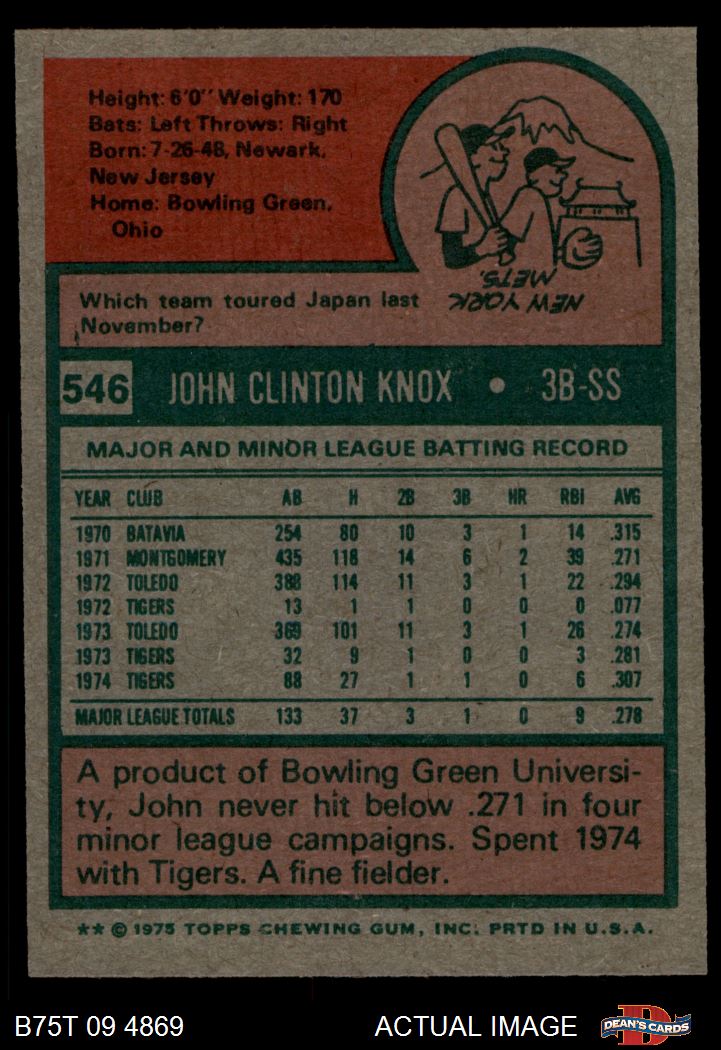 Height: 6'0" Weight: 170
Bats: Left Throws: Right
Born: 7-26-48, Newark,
New Jersey
Home: Bowling Green,
Ohio
Which team toured Japan last
November?
NEW YORK
METS.
546 JOHN CLINTON KNOX • 3B-SS
MAJOR AND MINOR LEAGUE BATTING RECORD
YEAR CLUB AB H 2B 3B HR RBI AVG
1970 BATAVIA 254 80 10 3 1 14 .315
1971 MONTGOMERY 435 118 14 6 2 39 .271
1972 TOLEDO 388 114 11 3 1 22 .294
1972 TIGERS 13 1 1 0 0 0 .077
1973 TOLEDO 369 101 11 3 1 26 .274
1973 TIGERS 32 9 1 0 0 3 .281
1974 TIGERS 88 27 1 1 0 6 .307
MAJOR LEAGUE TOTALS 133 37 3 1 0 9 .278
A product of Bowling Green Universi-
ty, John never hit below .271 in four
minor league campaigns. Spent 1974
with Tigers. A fine fielder.
** © 1975 TOPPS CHEWING GUM, INC. PRTD IN U.S.A.
B75T 09 4869 ACTUAL IMAGE DEAN'S CARDS